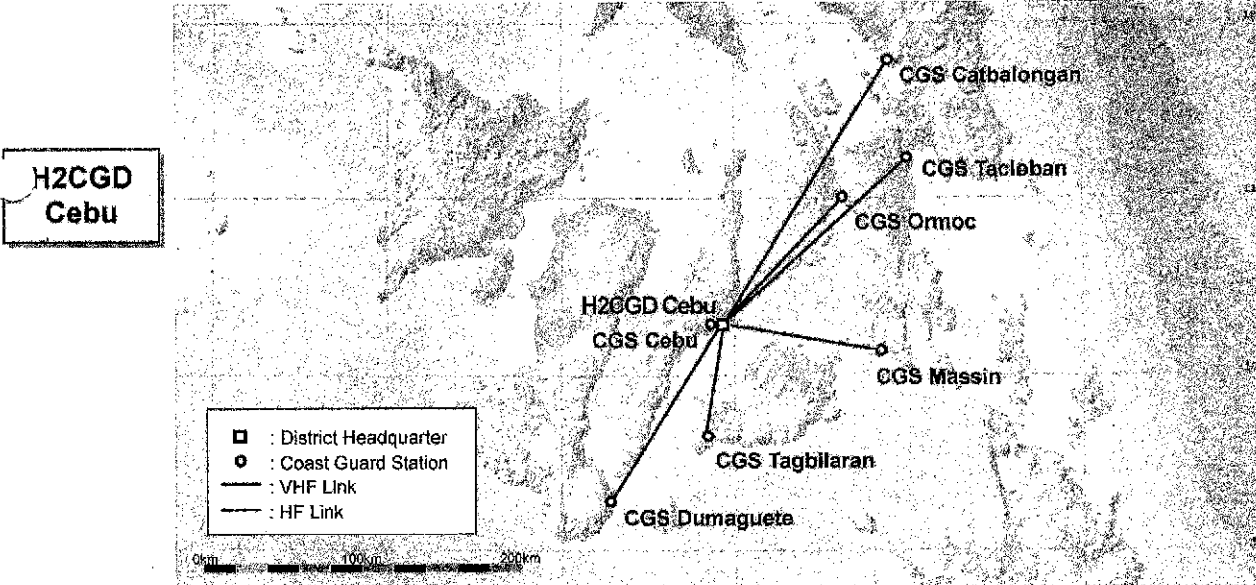 H2CGD
Cebu
CGS Catbalongan
CGS Tacleban
CGS Ormoc
H2CGD Cebu
CGS Cebu
CGS Massin
CGS Tagbilaran
CGS Dumaguete
: District Headquarter
: Coast Guard Station
: VHF Link
: HF Link
0km 100km 200km